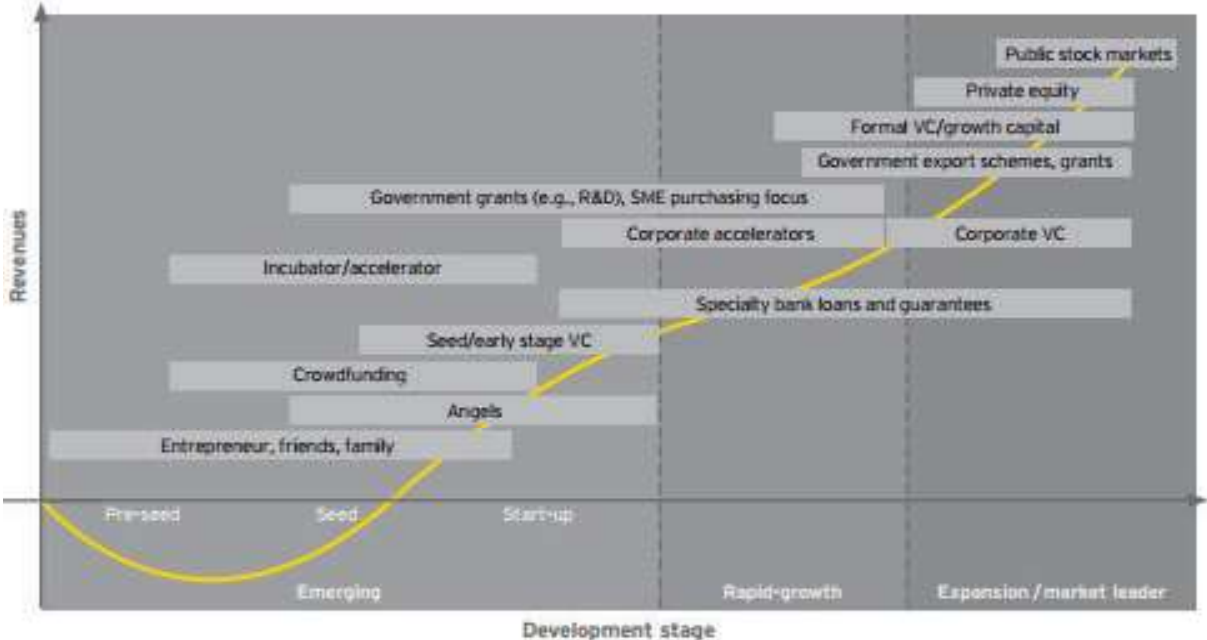 Public stock markets
Private equity
Formal VC/growth capital
Government export schemes, grants
Government grants (e.g., R&D), SME purchasing focus
Corporate accelerators
Corporate VC
Incubator/accelerator
Specialty bank loans and guarantees
Seed/early stage VC
Crowdfunding
Angels
Entrepreneur, friends, family
Revenues
Pre-seed
Seed
Start-up
Emerging
Rapid-growth
Expansion / market leader
Development stage